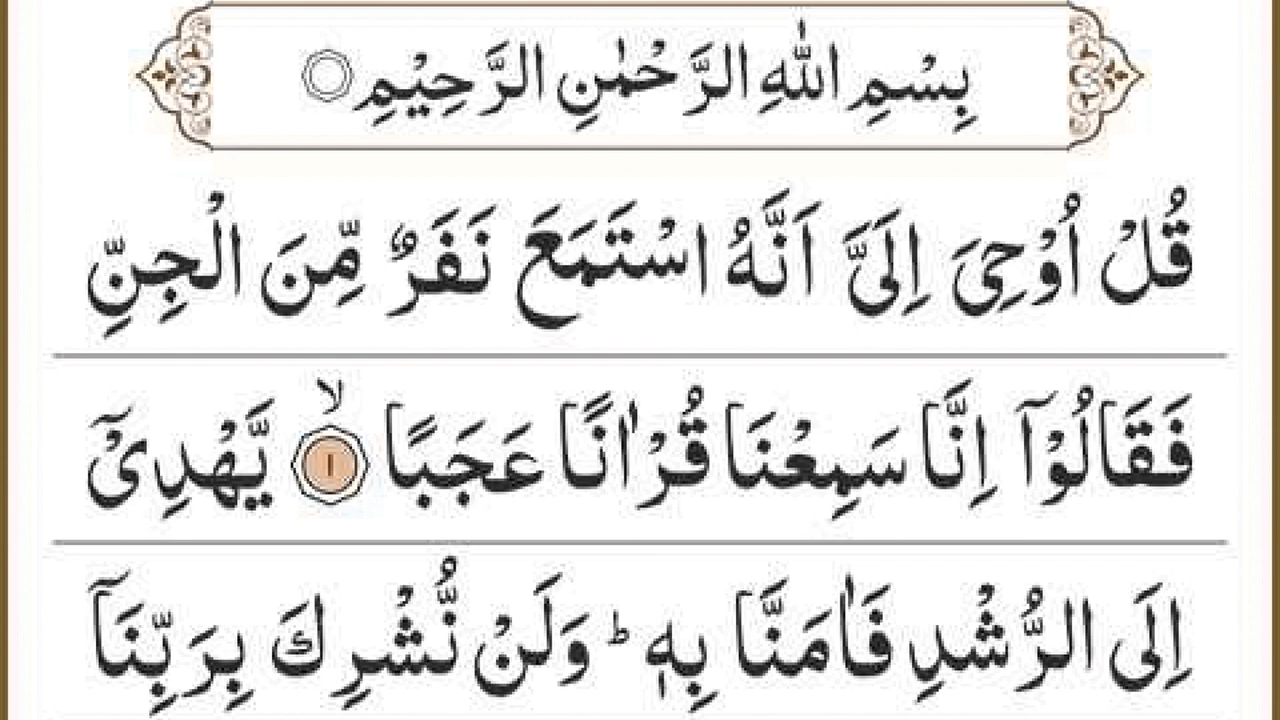 بِسْمِ اللّٰهِ الرَّحْمٰنِ الرَّحِيْمِ ○
قُلْ اُوْحِیَ اِلَیَّ اَنَّهُ اسْتَمَعَ نَفَرٌ مِّنَ الْجِنِّ
فَقَالُوْۤا اِنَّا سَمِعْنَا قُرْاٰنًا عَجَبًا ۙ‏ ١ یَّهْدِیْۤ
اِلَی الرُّشْدِ فَاٰمَنَّا بِهٖ ؕ وَلَنْ نُّشْرِكَ بِرَبِّنَاۤ